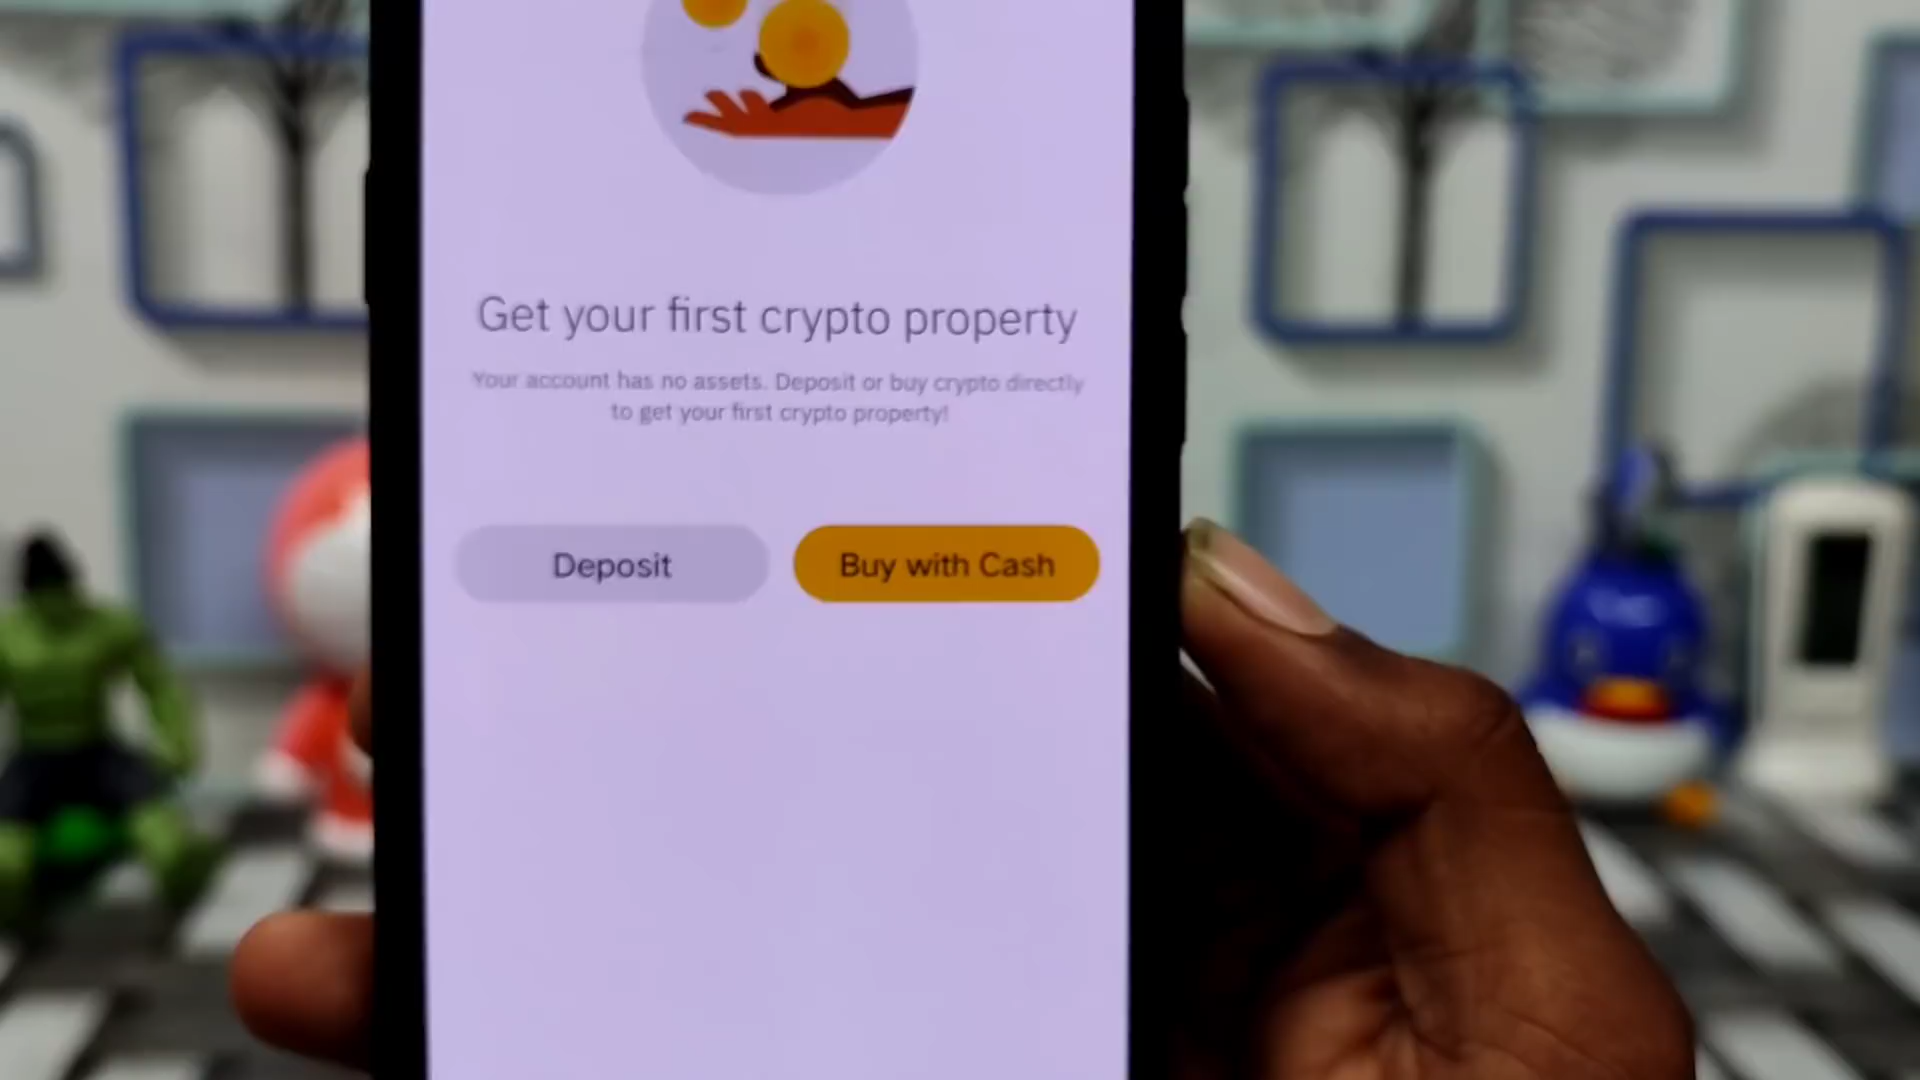 Get your first crypto property
Your account has no assets. Deposit or buy crypto directly
to get your first crypto property!
Deposit
Buy with Cash